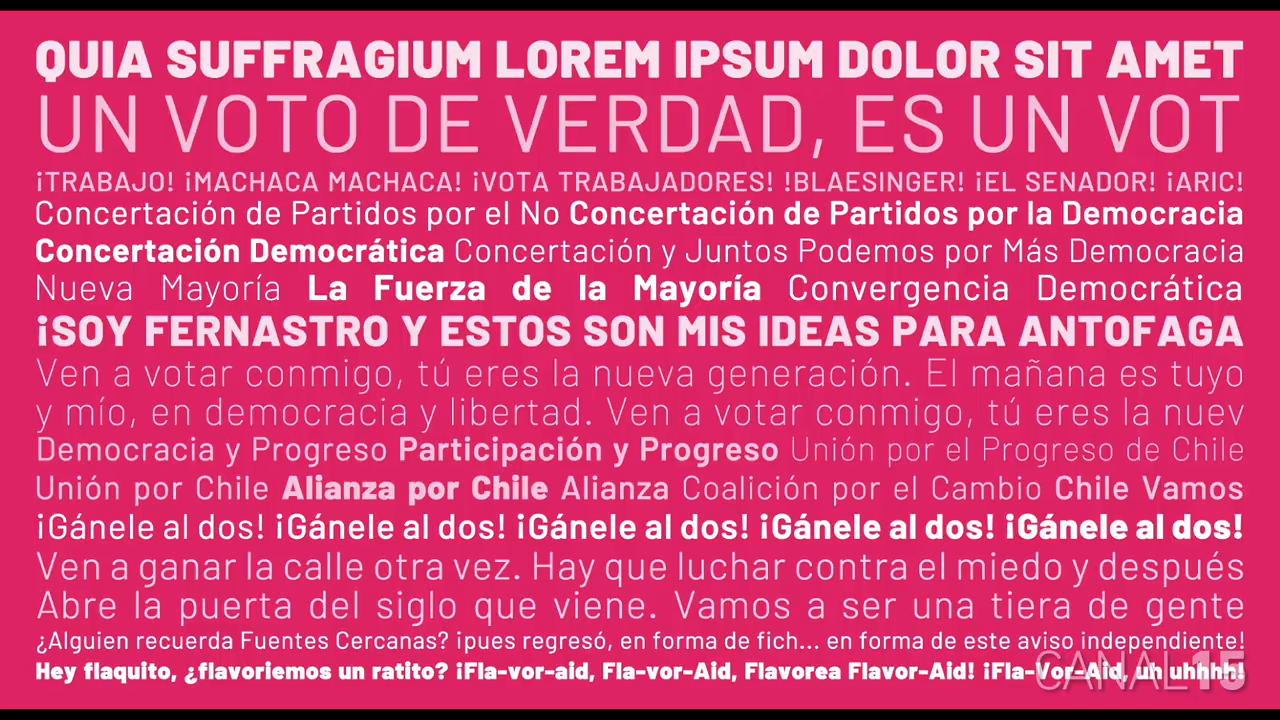 QUIA SUFFRAGIUM LOREM IPSUM DOLOR SIT AMET
UN VOTO DE VERDAD, ES UN VOT
¡TRABAJO! ¡MACHACA MACHACA! ¡VOTA TRABAJADORES! !BLAESINGER! ¡EL SENADOR! ¡ARIC!
Concertación de Partidos por el No Concertación de Partidos por la Democracia
Concertación Democrática Concertación y Juntos Podemos por Más Democracia
Nueva Mayoría La Fuerza de la Mayoría Convergencia Democrática
¡SOY FERNASTRO Y ESTOS SON MIS IDEAS PARA ANTOFAGA
Ven a votar conmigo, tú eres la nueva generación. El mañana es tuyo
y mío, en democracia y libertad. Ven a votar conmigo, tú eres la nuev
Democracia y Progreso Participación y Progreso Unión por el Progreso de Chile
Unión por Chile Alianza por Chile Alianza Coalición por el Cambio Chile Vamos
¡Gánele al dos! ¡Gánele al dos! ¡Gánele al dos! ¡Gánele al dos! ¡Gánele al dos!
Ven a ganar la calle otra vez. Hay que luchar contra el miedo y después
Abre la puerta del siglo que viene. Vamos a ser una tiera de gente
¿Alguien recuerda Fuentes Cercanas? ¡pues regresó, en forma de fich... en forma de este aviso independiente!
Hey flaquito, ¿flavoriemos un ratito? ¡Fla-vor-aid, Fla-vor-Aid, Flavorea Flavor-Aid! ¡Fla-Vor-Aid, uh uhhhh!
CANAL 15